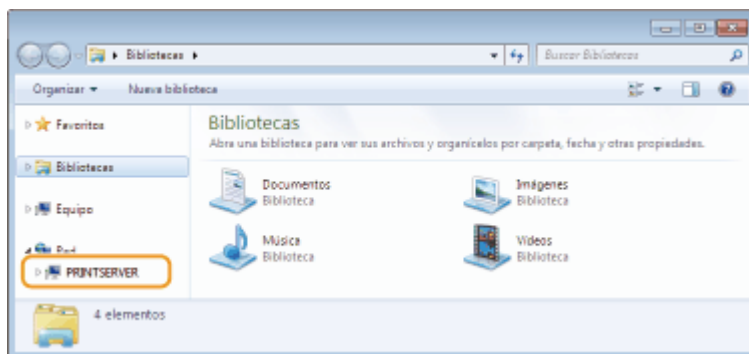 Bibliotecas
Buscar Bibliotecas
Organizar
Nueva biblioteca
Favoritos
Bibliotecas
Equipo
Red
PRINTSERVER
Bibliotecas
Abra una biblioteca para ver sus archivos y organícelos por carpeta, fecha y otras propiedades.
Documentos
Biblioteca
Imágenes
Biblioteca
Música
Biblioteca
Vídeos
Biblioteca
4 elementos